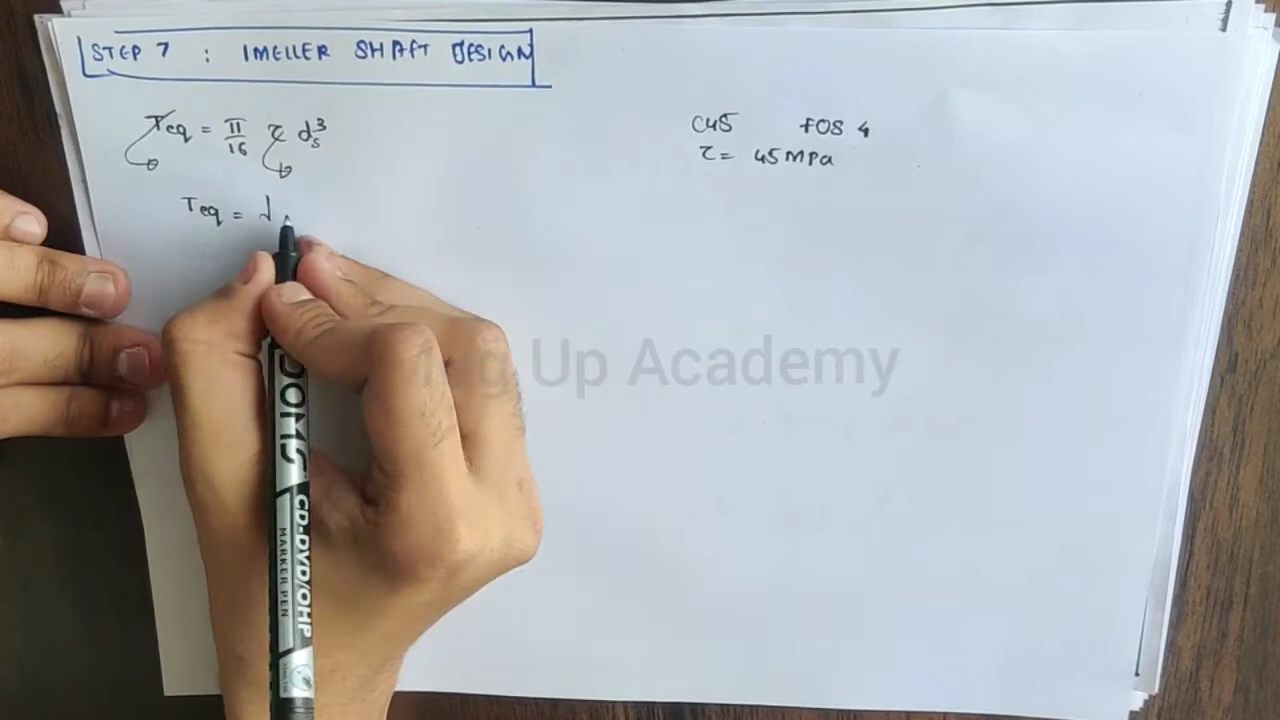 STEP 7 : IMELLER SHAFT DESIGN
Teq = π/16 τ ds³
C45 FOS 4
τ = 45 MPa
Teq = √
Up Academy
DOMS CD-DVD/OHP
MARKER PEN